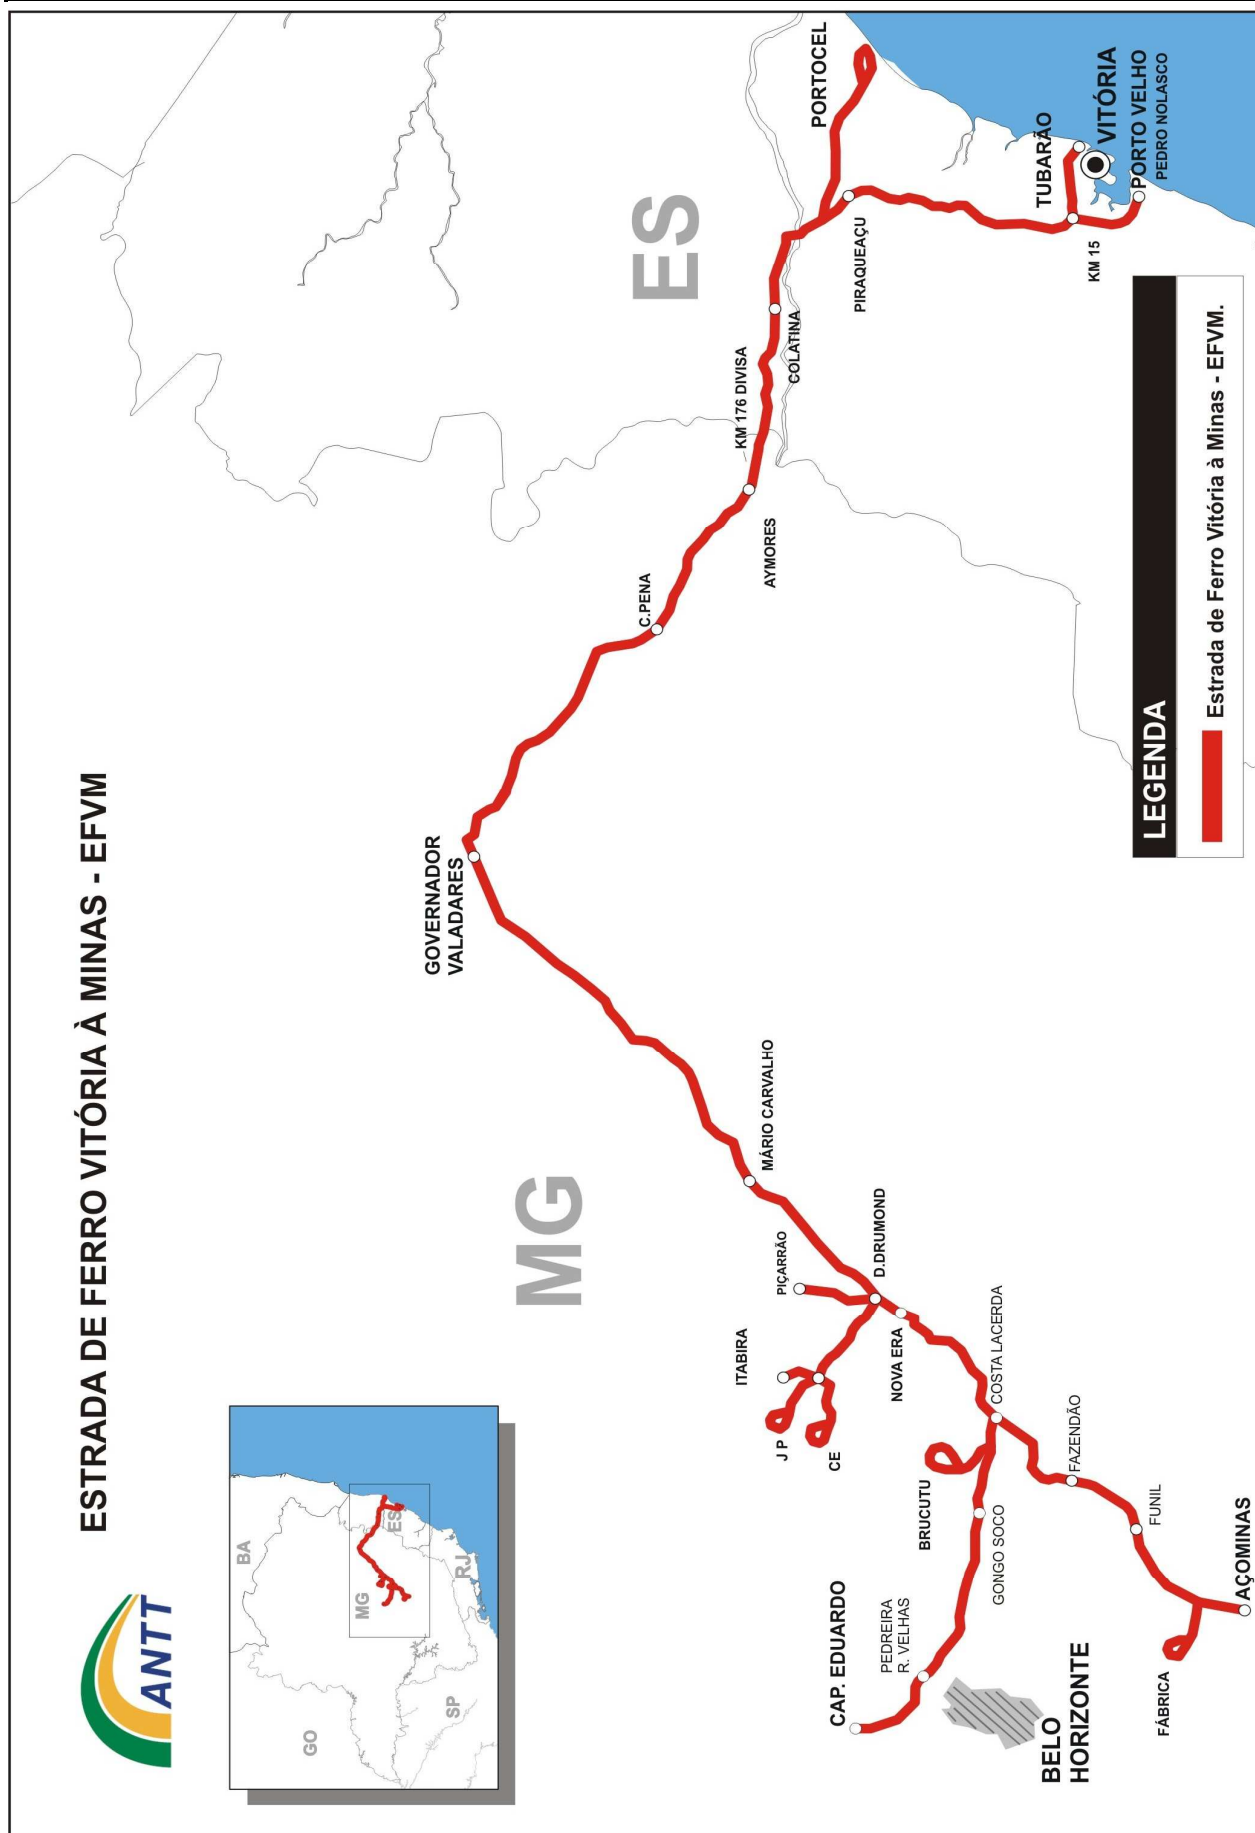 ESTRADA DE FERRO VITÓRIA À MINAS - EFVM
ANTT
BA
GO
MG
ES
SP
RJ
MG
ES
GOVERNADOR
VALADARES
C.PENA
AYMORES
KM 176 DIVISA
COLATINA
PORTOCEL
PIRAQUEAÇU
TUBARÃO
VITÓRIA
PORTO VELHO
PEDRO NOLASCO
KM 15
MÁRIO CARVALHO
PIÇARRÃO
D.DRUMOND
ITABIRA
J P
CE
NOVA ERA
COSTA LACERDA
BRUCUTU
GONGO SOCO
FAZENDÃO
FUNIL
CAP. EDUARDO
PEDREIRA
R. VELHAS
BELO
HORIZONTE
FÁBRICA
AÇOMINAS
LEGENDA
Estrada de Ferro Vitória à Minas - EFVM.